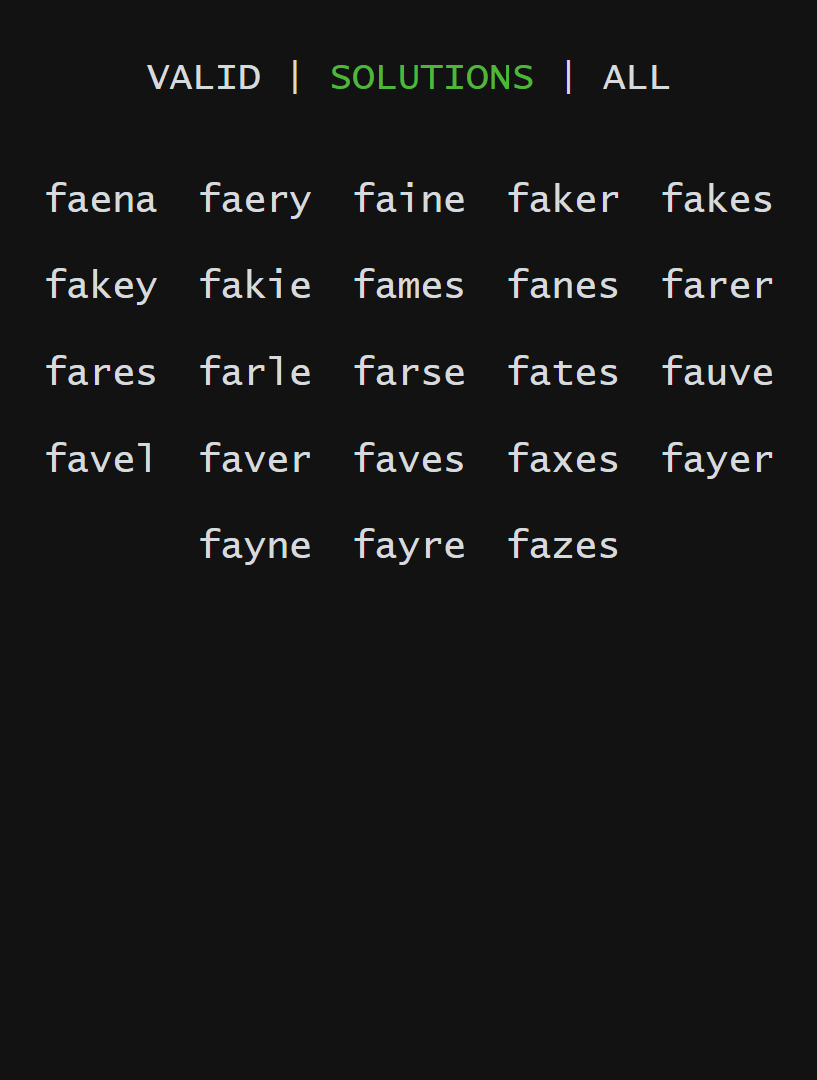 VALID | SOLUTIONS | ALL
faena faery faine faker fakes
fakey fakie fames fanes farer
fares farle farse fates fauve
favel faver faves faxes fayer
fayne fayre fazes